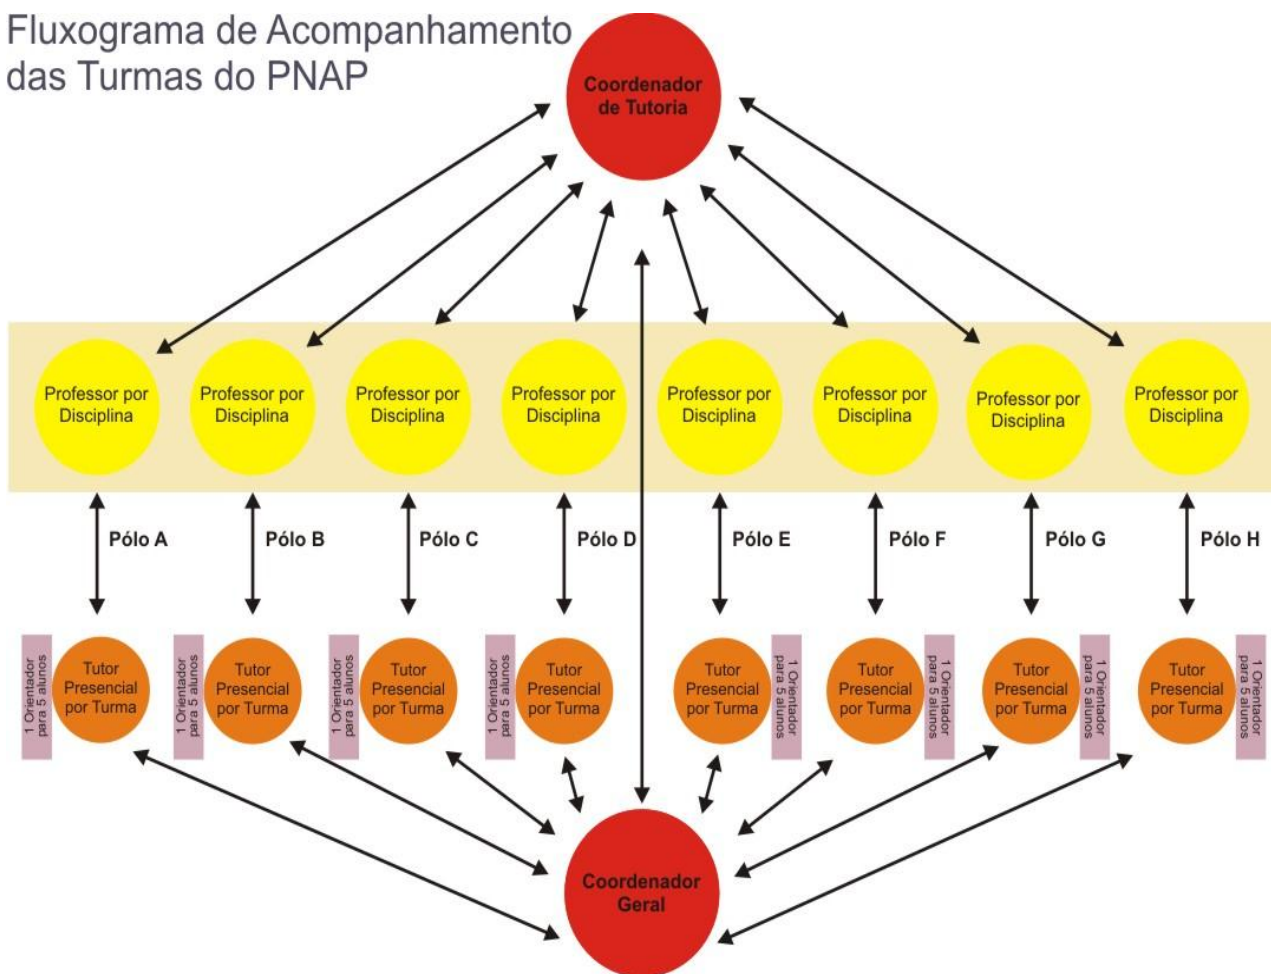 Fluxograma de Acompanhamento
das Turmas do PNAP
Coordenador
de Tutoria
Professor por
Disciplina
Professor por
Disciplina
Professor por
Disciplina
Professor por
Disciplina
Professor por
Disciplina
Professor por
Disciplina
Professor por
Disciplina
Professor por
Disciplina
Pólo A
Pólo B
Pólo C
Pólo D
Pólo E
Pólo F
Pólo G
Pólo H
1 Orientador
para 5 alunos
Tutor
Presencial
por Turma
1 Orientador
para 5 alunos
Tutor
Presencial
por Turma
1 Orientador
para 5 alunos
Tutor
Presencial
por Turma
1 Orientador
para 5 alunos
Tutor
Presencial
por Turma
Tutor
Presencial
por Turma
1 Orientador
para 5 alunos
Tutor
Presencial
por Turma
1 Orientador
para 5 alunos
Tutor
Presencial
por Turma
1 Orientador
para 5 alunos
Tutor
Presencial
por Turma
1 Orientador
para 5 alunos
Coordenador
Geral